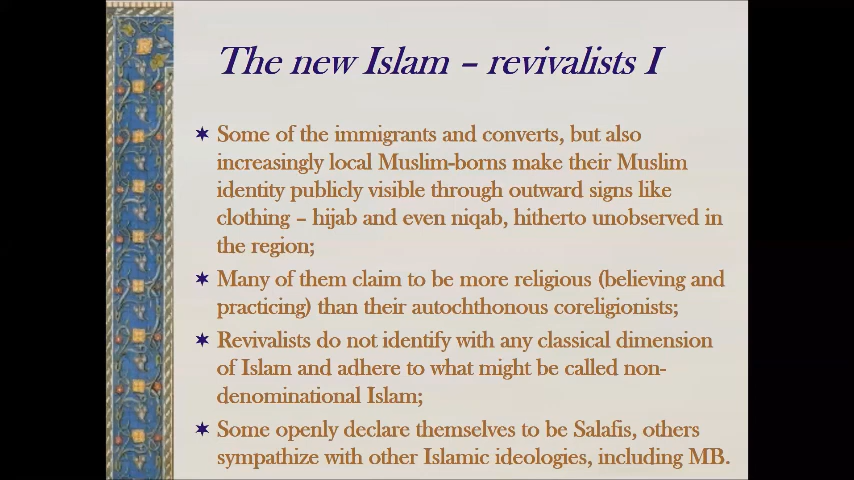 The new Islam – revivalists I
✶ Some of the immigrants and converts, but also
increasingly local Muslim-borns make their Muslim
identity publicly visible through outward signs like
clothing – hijab and even niqab, hitherto unobserved in
the region;
✶ Many of them claim to be more religious (believing and
practicing) than their autochthonous coreligionists;
✶ Revivalists do not identify with any classical dimension
of Islam and adhere to what might be called non-
denominational Islam;
✶ Some openly declare themselves to be Salafis, others
sympathize with other Islamic ideologies, including MB.